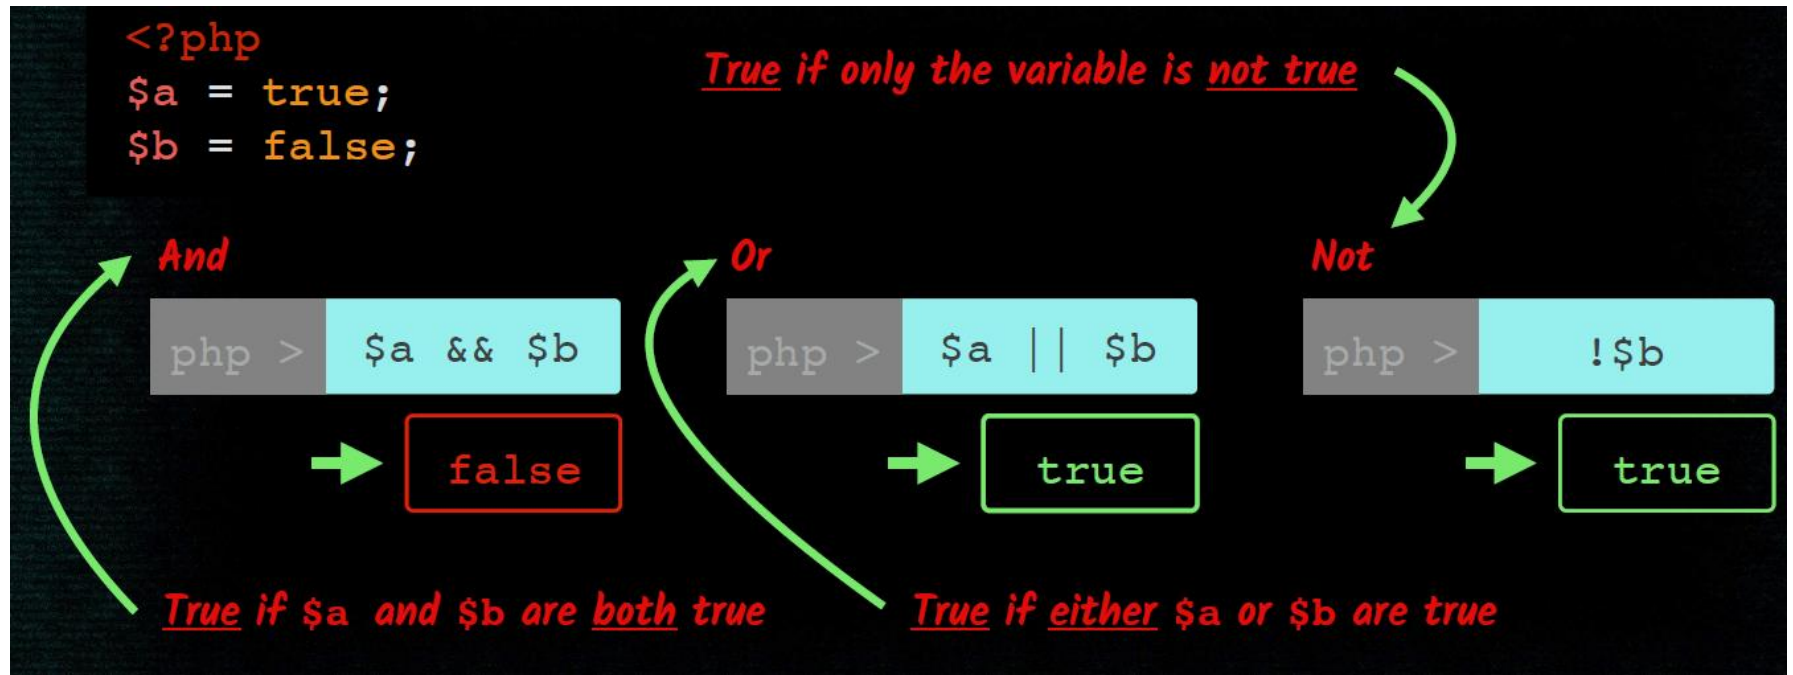 <?php
$a = true;
$b = false;
True if only the variable is not true
And
php > $a && $b
false
True if $a and $b are both true
Or
php > $a || $b
true
True if either $a or $b are true
Not
php > !$b
true